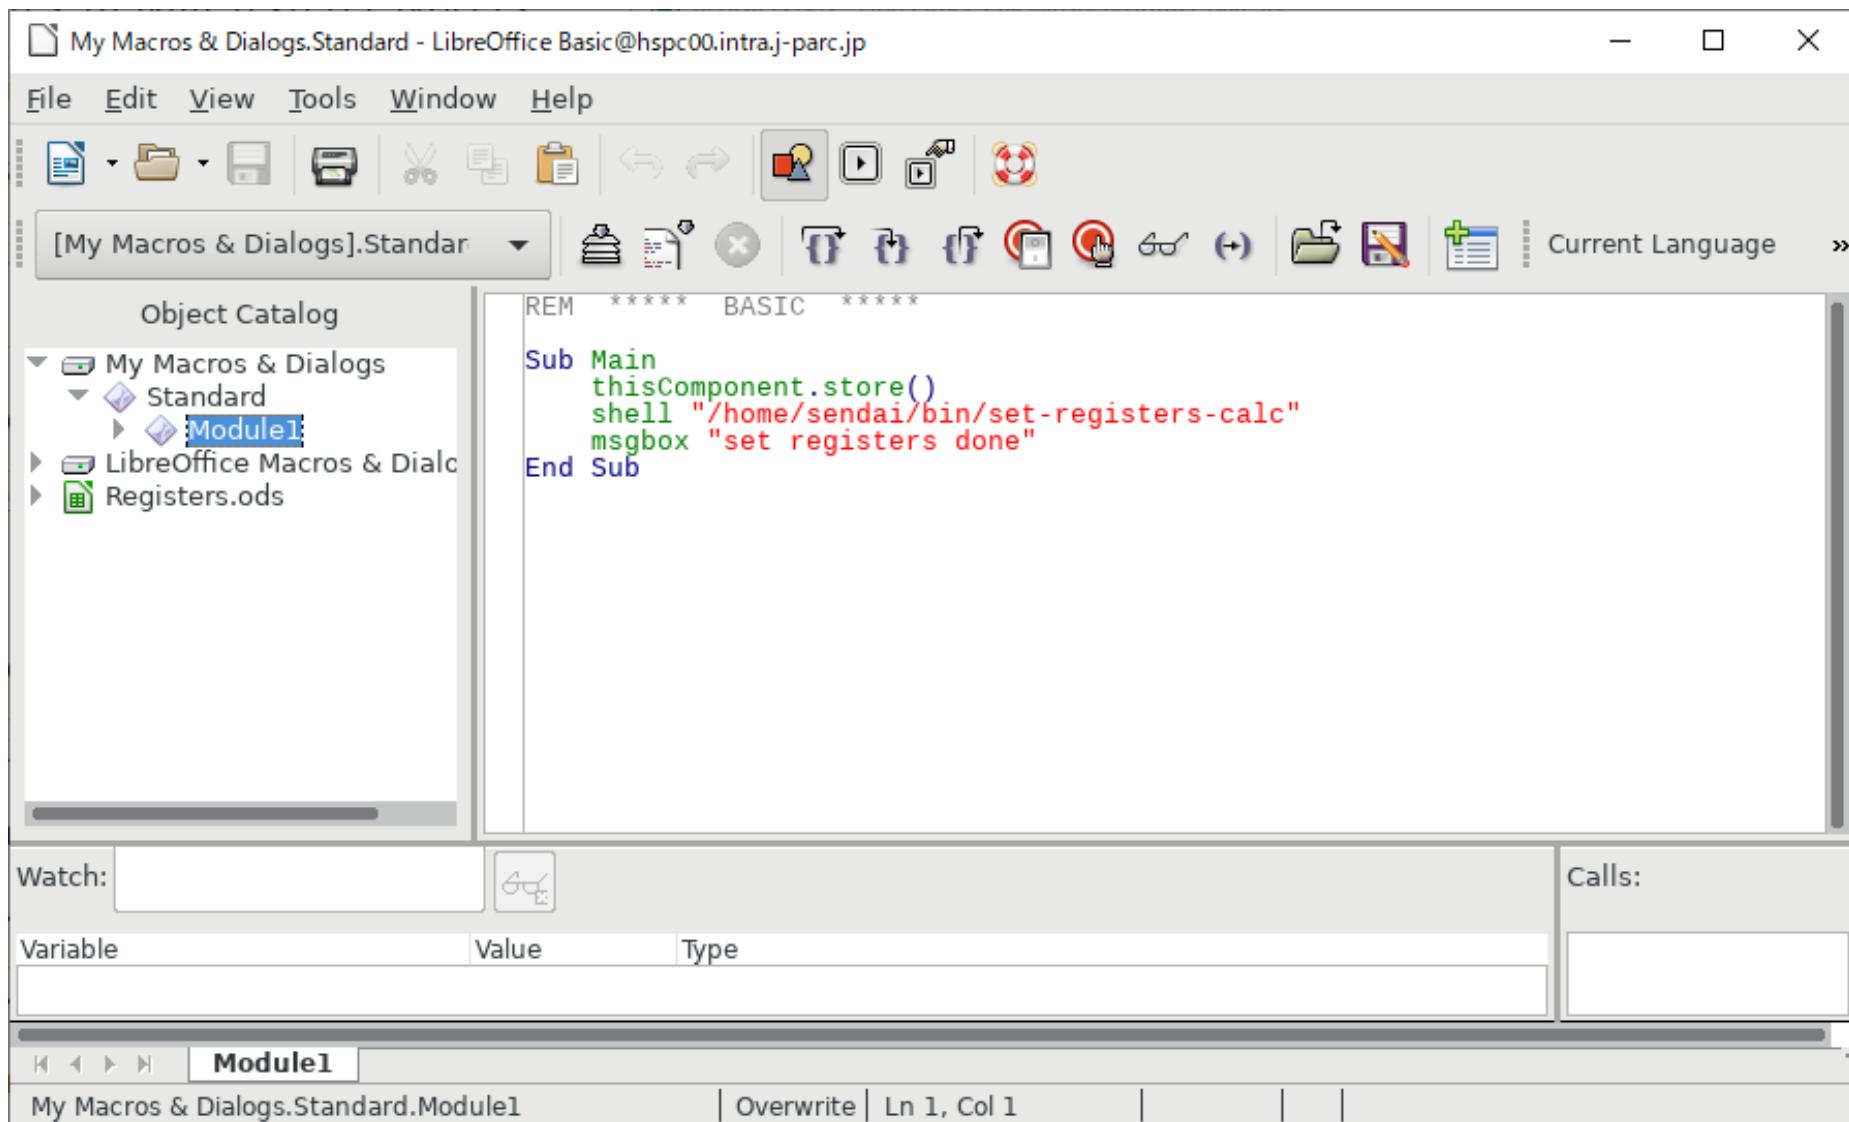 My Macros & Dialogs.Standard - LibreOffice Basic@hspc00.intra.j-parc.jp
File Edit View Tools Window Help
[My Macros & Dialogs].Standar
Current Language
»
Object Catalog
My Macros & Dialogs
Standard
Module1
LibreOffice Macros & Dialo
Registers.ods
REM ***** BASIC *****
Sub Main
thisComponent.store()
shell "/home/sendai/bin/set-registers-calc"
msgbox "set registers done"
End Sub
Watch:
Calls:
Variable Value Type
Module1
My Macros & Dialogs.Standard.Module1 Overwrite Ln 1, Col 1